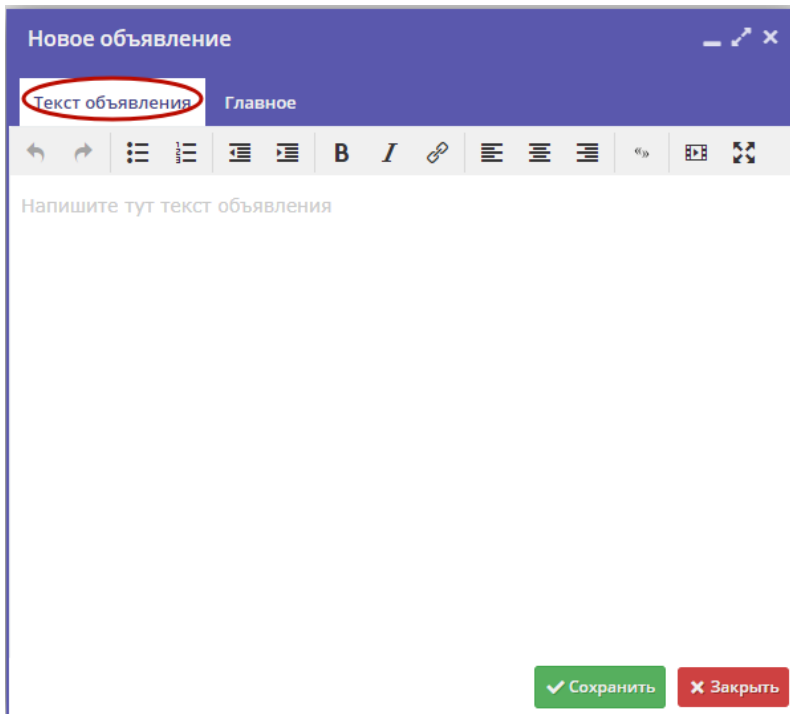 Новое объявление
Текст объявления Главное
B I «»
Напишите тут текст объявления
Сохранить Закрыть